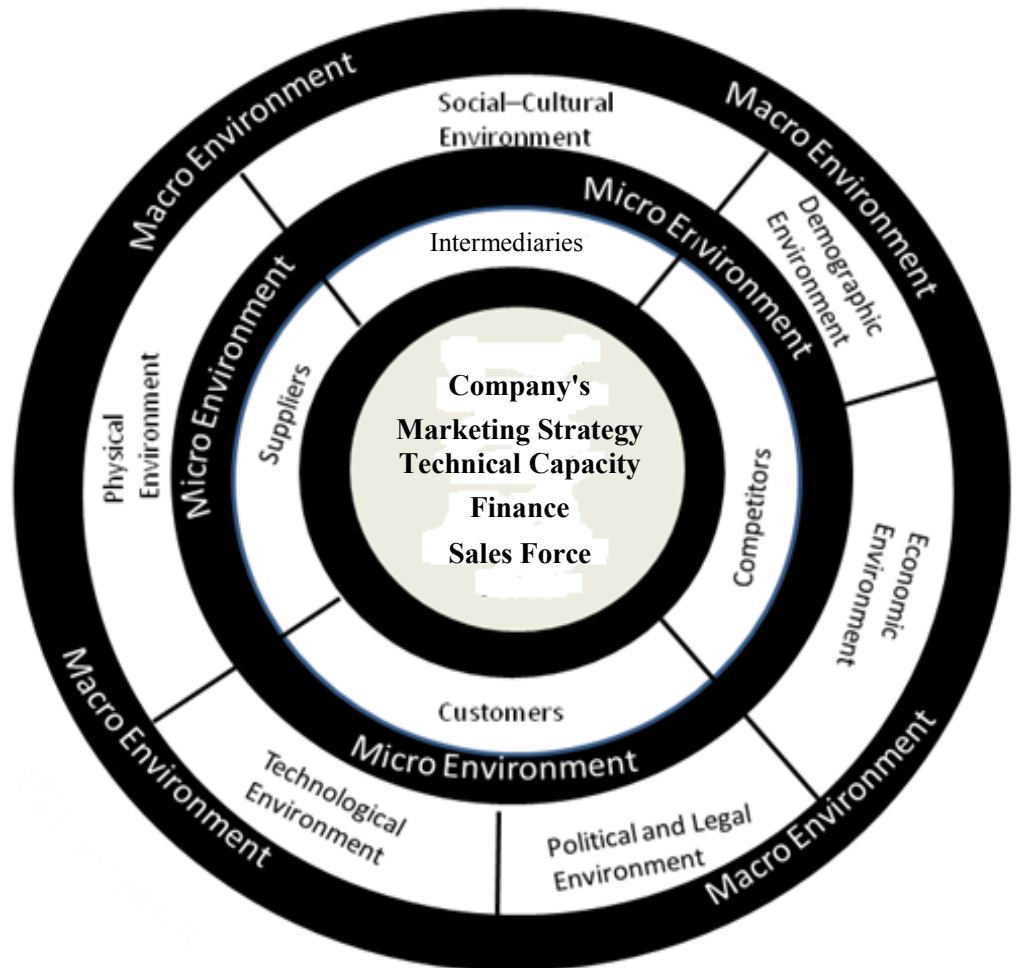 Macro Environment
Macro Environment
Social–Cultural
Environment
Micro Environment
Demographic
Environment
Intermediaries
Micro Environment
Physical
Environment
Suppliers
Company's
Marketing Strategy
Technical Capacity
Finance
Sales Force
Competitors
Economic
Environment
Customers
Micro Environment
Technological
Environment
Political and Legal
Environment
Macro Environment
Macro Environment